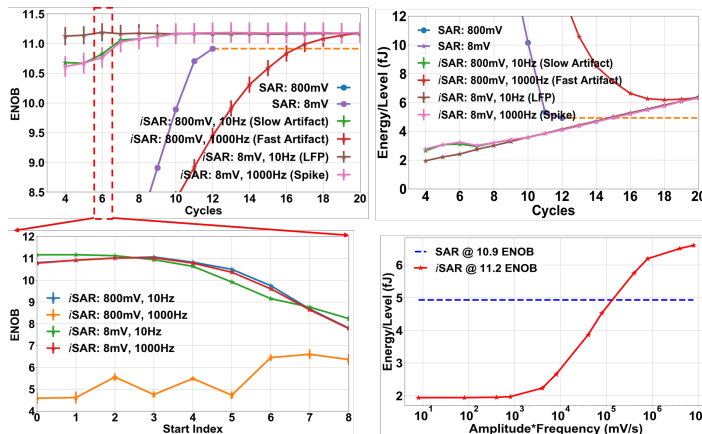 ENOB
11.5
11.0
10.5
10.0
9.5
9.0
8.5
SAR: 800mV
SAR: 8mV
iSAR: 800mV, 10Hz (Slow Artifact)
iSAR: 800mV, 1000Hz (Fast Artifact)
iSAR: 8mV, 10Hz (LFP)
iSAR: 8mV, 1000Hz (Spike)
4 6 8 10 12 14 16 18 20
Cycles
Energy/Level (fJ)
12
10
8
6
4
2
0
SAR: 800mV
SAR: 8mV
iSAR: 800mV, 10Hz (Slow Artifact)
iSAR: 800mV, 1000Hz (Fast Artifact)
iSAR: 8mV, 10Hz (LFP)
iSAR: 8mV, 1000Hz (Spike)
4 6 8 10 12 14 16 18 20
Cycles
ENOB
12
11
10
9
8
7
6
5
4
iSAR: 800mV, 10Hz
iSAR: 800mV, 1000Hz
iSAR: 8mV, 10Hz
iSAR: 8mV, 1000Hz
0 1 2 3 4 5 6 7 8
Start Index
Energy/Level (fJ)
6
5
4
3
2
SAR @ 10.9 ENOB
iSAR @ 11.2 ENOB
10¹ 10² 10³ 10⁴ 10⁵ 10⁶ 10⁷
Amplitude*Frequency (mV/s)